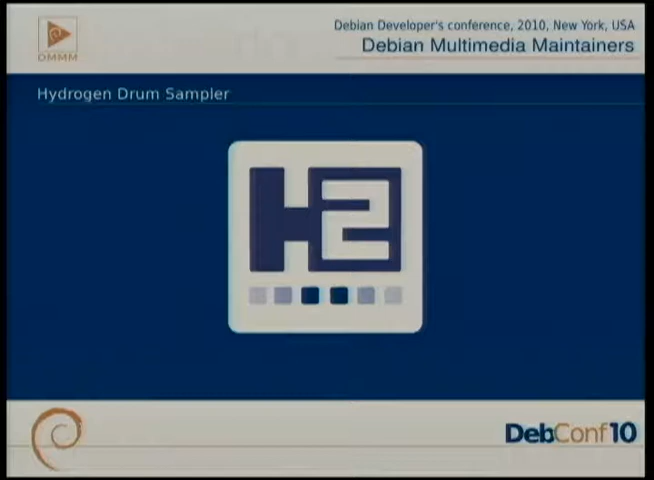 DMMM
Debian Developer's conference, 2010, New York, USA
Debian Multimedia Maintainers
Hydrogen Drum Sampler
H2
DebConf10